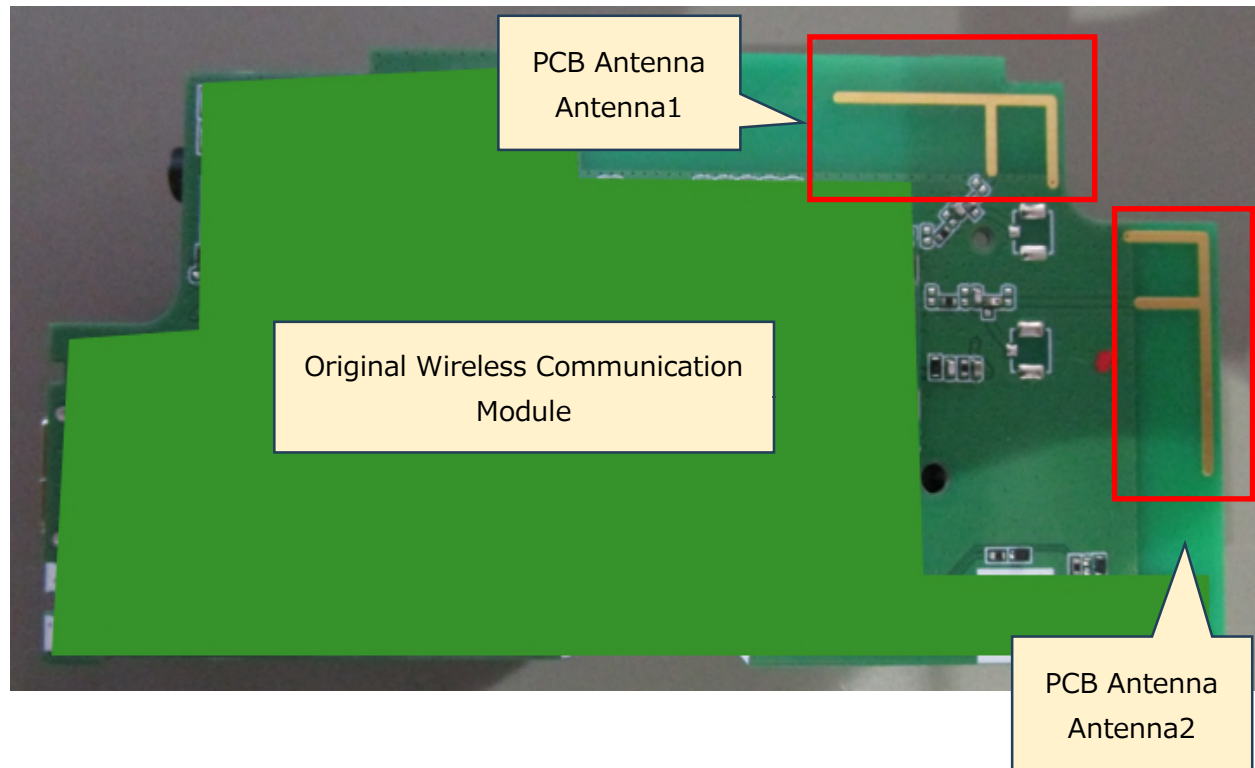 PCB Antenna
Antenna1
Original Wireless Communication
Module
PCB Antenna
Antenna2